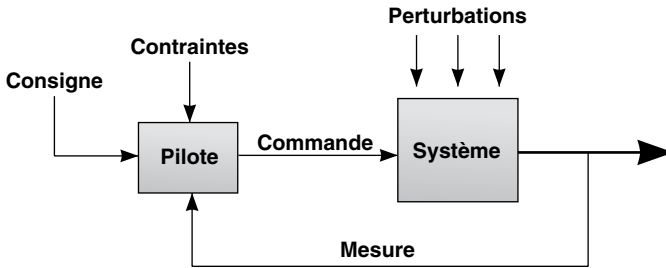 Perturbations
Contraintes
Consigne
Pilote
Commande
Système
Mesure